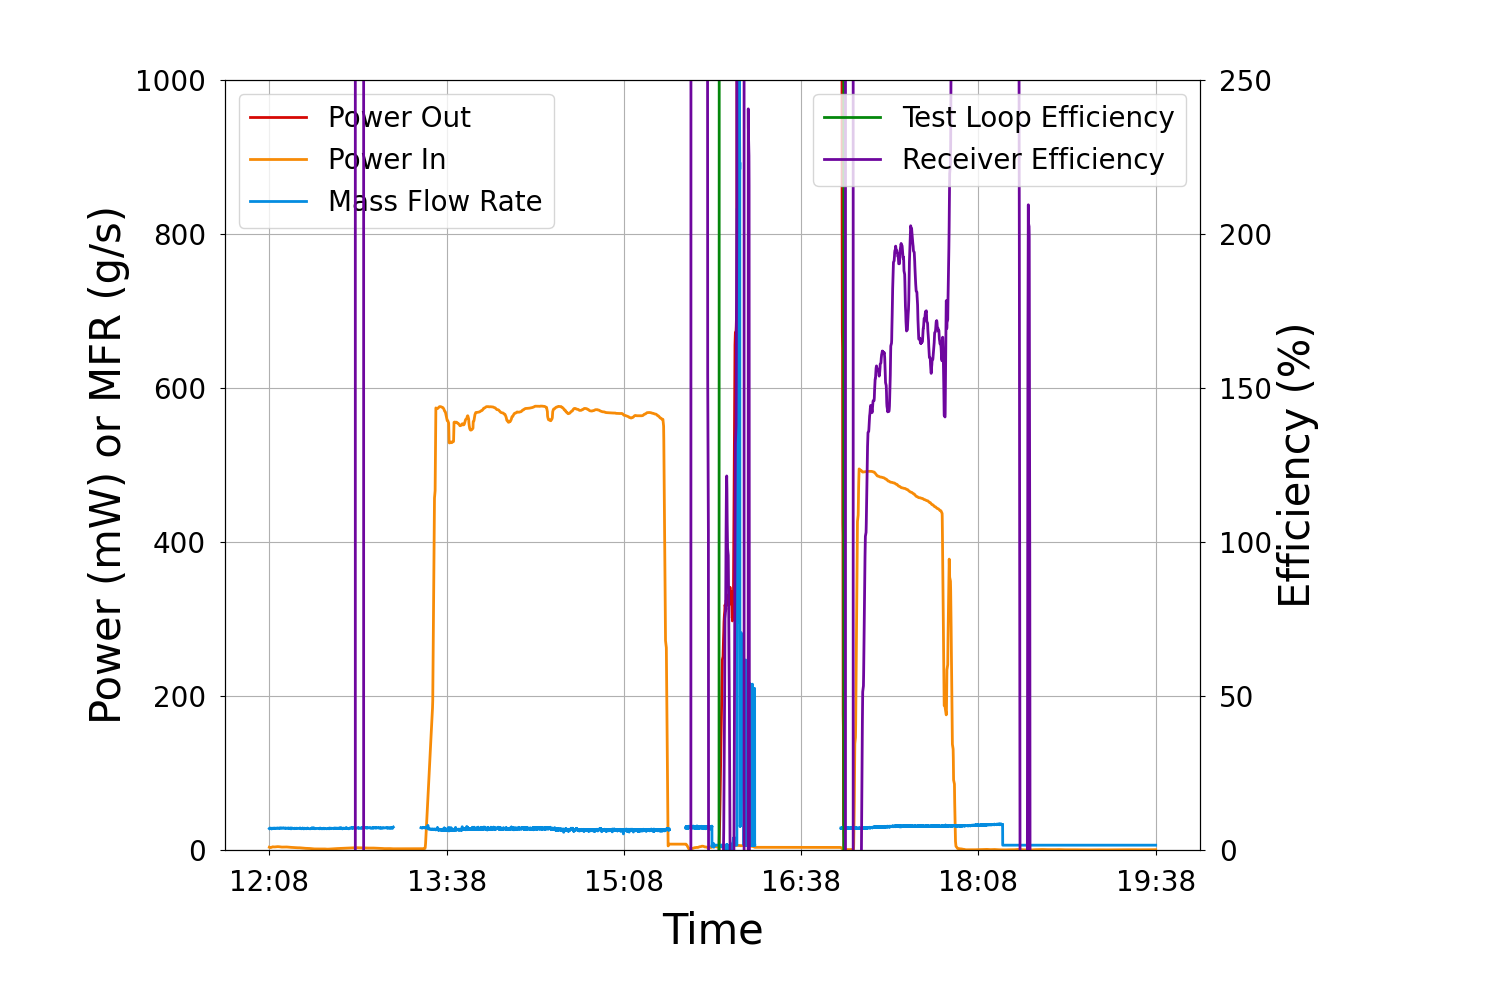 1000
800
600
400
200
0
Power (mW) or MFR (g/s)
Power Out
Power In
Mass Flow Rate
Test Loop Efficiency
Receiver Efficiency
250
200
150
100
50
0
Efficiency (%)
12:08 13:38 15:08 16:38 18:08 19:38
Time